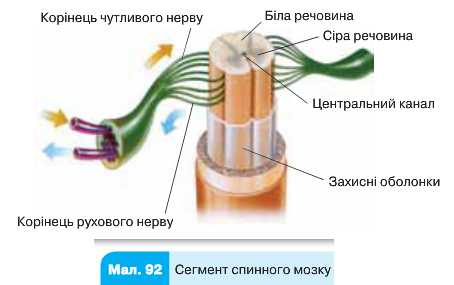 Корінець чутливого нерву
Біла речовина
Сіра речовина
Центральний канал
Захисні оболонки
Корінець рухового нерву
Мал. 92 Сегмент спинного мозку